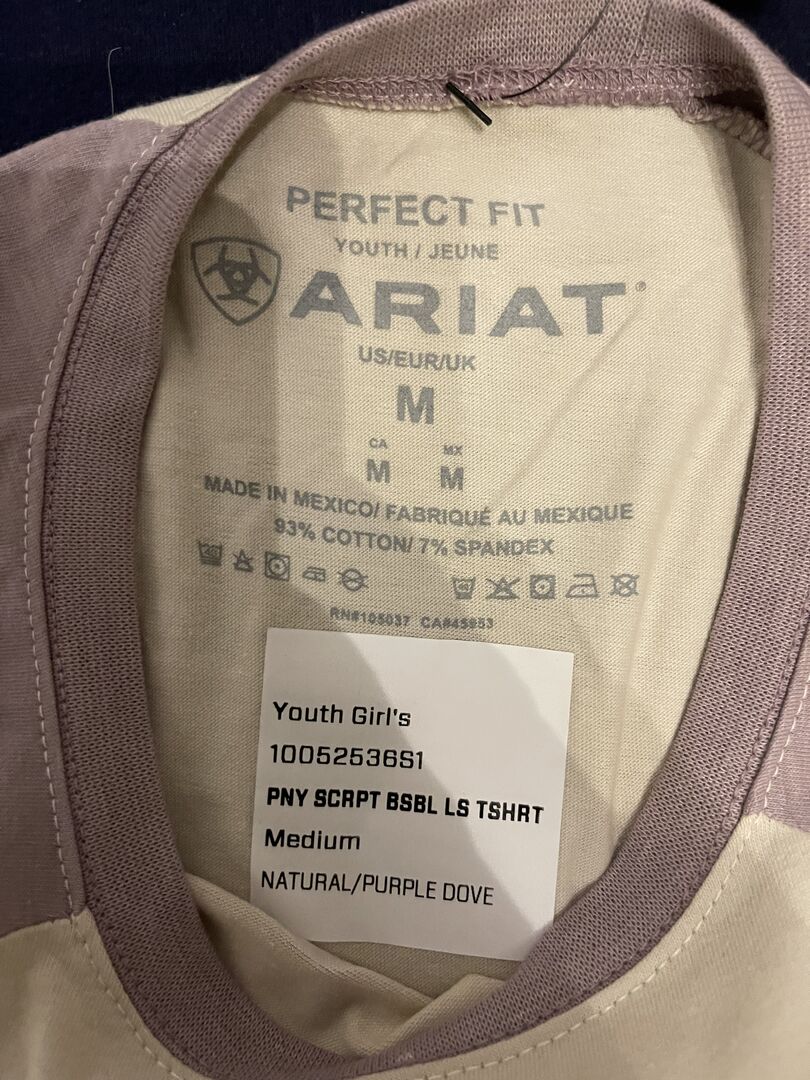 PERFECT FIT
YOUTH / JEUNE
ARIAT
US/EUR/UK
M
CA MX
M M
MADE IN MEXICO/ FABRIQUÉ AU MEXIQUE
93% COTTON/ 7% SPANDEX
RN#105037 CA#45953
Youth Girl's
10052536S1
PNY SCRPT BSBL LS TSHRT
Medium
NATURAL/PURPLE DOVE